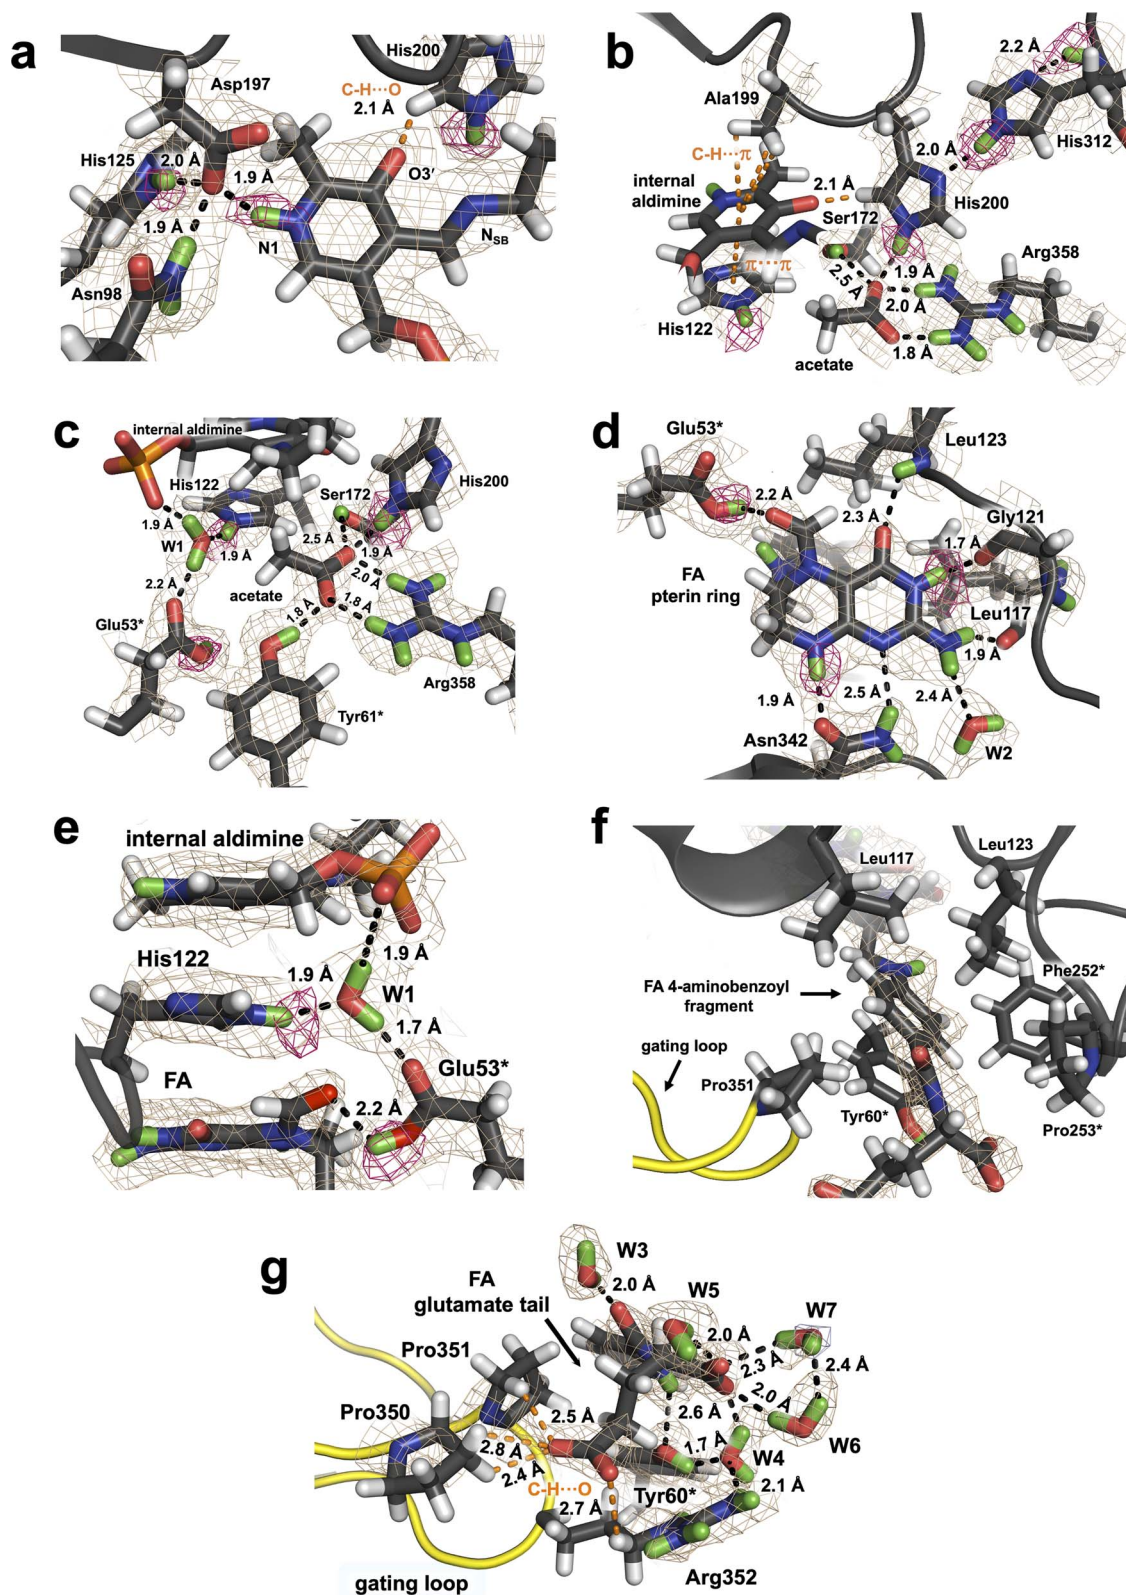 a
His200
Asp197
C-H···O
2.1 Å
His125
2.0 Å
1.9 Å
O3′
1.9 Å
N1
N_SB
Asn98
b
2.2 Å
Ala199
His312
C-H···π
2.0 Å
internal
aldimine
2.1 Å
His200
Ser172
π···π
Arg358
2.5 Å
1.9 Å
2.0 Å
His122
1.8 Å
acetate
c
internal aldimine
His122
Ser172
His200
1.9 Å
W1
1.9 Å
2.5 Å
1.9 Å
2.0 Å
2.2 Å
acetate
1.8 Å
1.8 Å
Glu53*
Arg358
Tyr61*
d
Glu53*
Leu123
2.2 Å
2.3 Å
Gly121
1.7 Å
FA
pterin ring
Leu117
1.9 Å
1.9 Å
2.5 Å
2.4 Å
Asn342
W2
e
internal aldimine
1.9 Å
His122
1.9 Å
W1
1.7 Å
Glu53*
FA
2.2 Å
f
Leu117
Leu123
Phe252*
FA 4-aminobenzoyl
fragment
gating loop
Pro351
Tyr60*
Pro253*
g
W3
2.0 Å
FA
glutamate tail
W5
W7
2.0 Å
Pro351
2.3 Å
2.4 Å
2.0 Å
Pro350
2.5 Å
2.6 Å
W6
2.8 Å
1.7 Å
W4
2.4 Å
C-H···O
2.1 Å
2.7 Å
Tyr60*
gating loop
Arg352